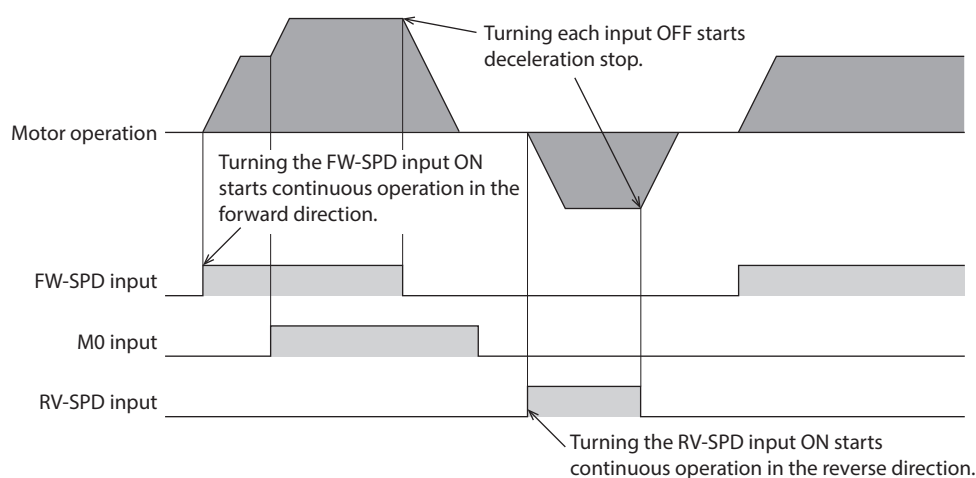 Turning each input OFF starts
deceleration stop.
Motor operation
Turning the FW-SPD input ON
starts continuous operation in the
forward direction.
FW-SPD input
M0 input
RV-SPD input
Turning the RV-SPD input ON starts
continuous operation in the reverse direction.